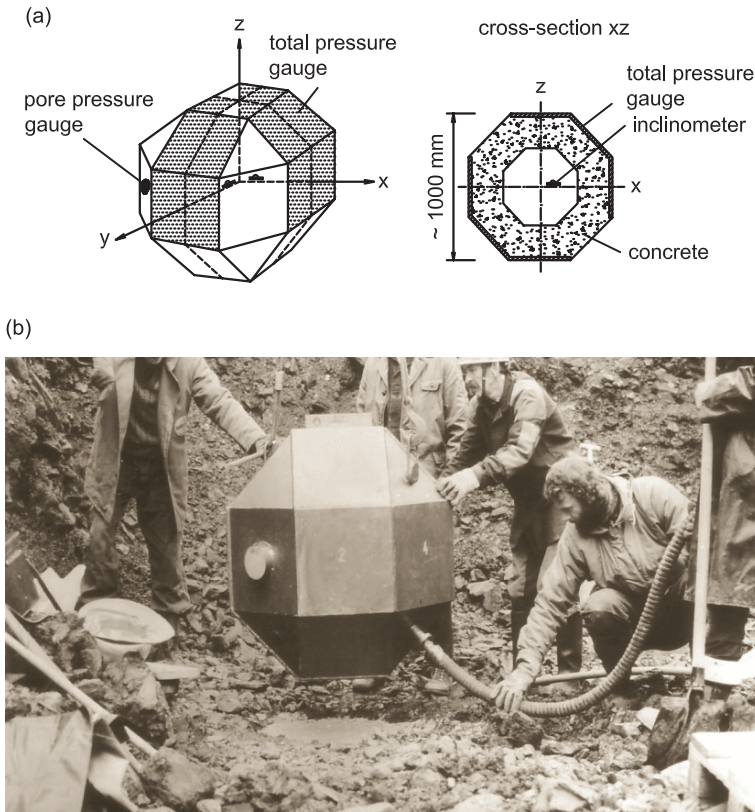 (a)
z
total pressure
gauge
pore pressure
gauge
x
y
cross-section xz
z
total pressure
gauge
inclinometer
x
~ 1000 mm
concrete
(b)
2
4